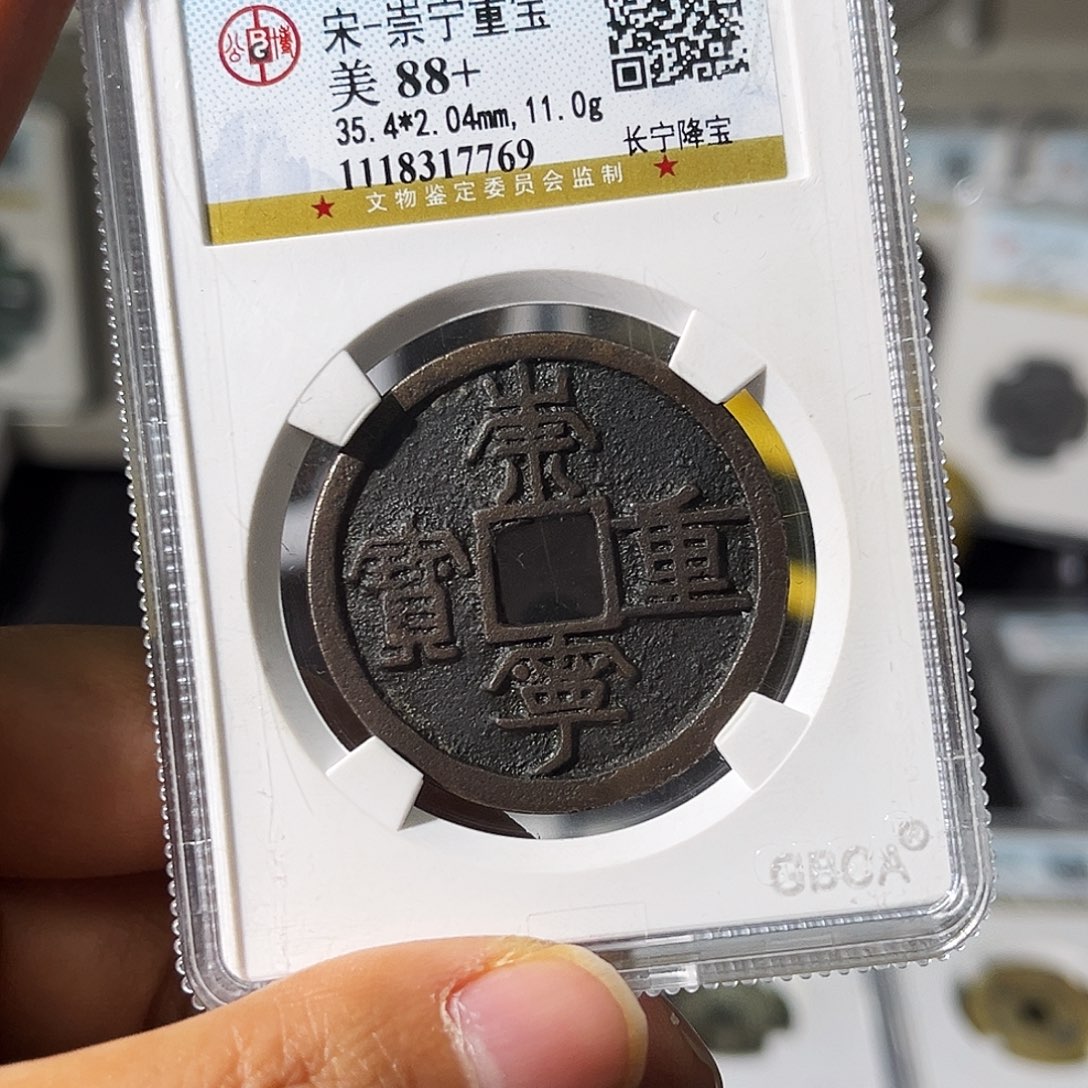 宋-崇宁重宝
美 88+
35.4*2.04mm,11.0g
1118317769
长宁降宝
文物鉴定委员会监制
崇
寶 重
寧
GBCA®